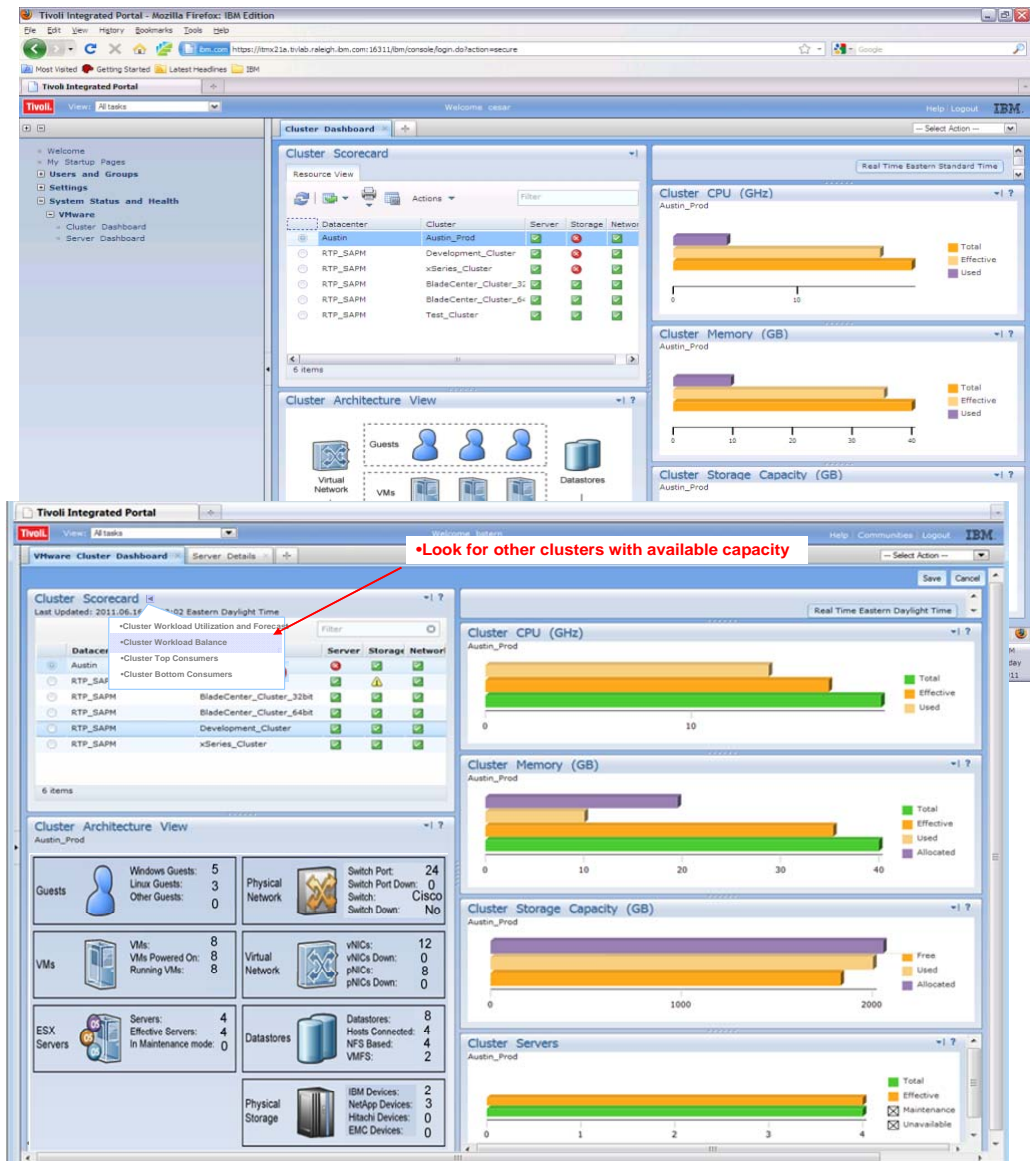 Tivoli Integrated Portal - Mozilla Firefox: IBM Edition
File Edit View History Bookmarks Tools Help
ibm.com https://itmx21a.tivlab.raleigh.ibm.com:16311/ibm/console/login.do?action=secure
Google
Most Visited Getting Started Latest Headlines IBM
Tivoli Integrated Portal
Tivoli. View: All tasks Welcome cesar Help Logout IBM.
Cluster Dashboard -- Select Action --
Welcome
My Startup Pages
Users and Groups
Settings
System Status and Health
VMware
Cluster Dashboard
Server Dashboard
Cluster Scorecard
Resource View
Actions Filter
Datacenter Cluster Server Storage Networ
Austin Austin_Prod
RTP_SAPM Development_Cluster
RTP_SAPM xSeries_Cluster
RTP_SAPM BladeCenter_Cluster_32
RTP_SAPM BladeCenter_Cluster_64
RTP_SAPM Test_Cluster
6 items
Cluster Architecture View ?
Guests
Virtual Network
VMs
Datastores
Real Time Eastern Standard Time
Cluster CPU (GHz) ?
Austin_Prod
Total
Effective
Used
0 10
Cluster Memory (GB) ?
Austin_Prod
Total
Effective
Used
0 10 20 30 40
Cluster Storage Capacity (GB) ?
Austin_Prod
Tivoli Integrated Portal
Tivoli. View: All tasks Help Communities Logout IBM.
•Look for other clusters with available capacity
VMware Cluster Dashboard Server Details -- Select Action --
Save Cancel
Cluster Scorecard ?
Last Updated: 2011.06.16 :02 Eastern Daylight Time
•Cluster Workload Utilization and Forecast
•Cluster Workload Balance
•Cluster Top Consumers
•Cluster Bottom Consumers
Filter
Datacen Server Storage Networ
Austin
RTP_SAP
RTP_SAPM BladeCenter_Cluster_32bit
RTP_SAPM BladeCenter_Cluster_64bit
RTP_SAPM Development_Cluster
RTP_SAPM xSeries_Cluster
6 items
Cluster Architecture View ?
Austin_Prod
Guests
Windows Guests: 5
Linux Guests: 3
Other Guests: 0
Physical Network
Switch Port: 24
Switch Port Down: 0
Switch: Cisco
Switch Down: No
VMs
VMs: 8
VMs Powered On: 8
Running VMs: 8
Virtual Network
vNICs: 12
vNICs Down: 0
pNICs: 8
pNICs Down: 0
ESX Servers
Servers: 4
Effective Servers: 4
In Maintenance mode: 0
Datastores
Datastores: 8
Hosts Connected: 4
NFS Based: 4
VMFS: 2
Physical Storage
IBM Devices: 2
NetApp Devices: 3
Hitachi Devices: 0
EMC Devices: 0
Real Time Eastern Daylight Time
Cluster CPU (GHz) ?
Austin_Prod
Total
Effective
Used
0 10
Cluster Memory (GB) ?
Austin_Prod
Total
Effective
Used
Allocated
0 10 20 30 40
Cluster Storage Capacity (GB) ?
Austin_Prod
Free
Used
Allocated
0 1000 2000
Cluster Servers ?
Austin_Prod
Total
Effective
Maintenance
Unavailable
0 1 2 3 4
M
day
11